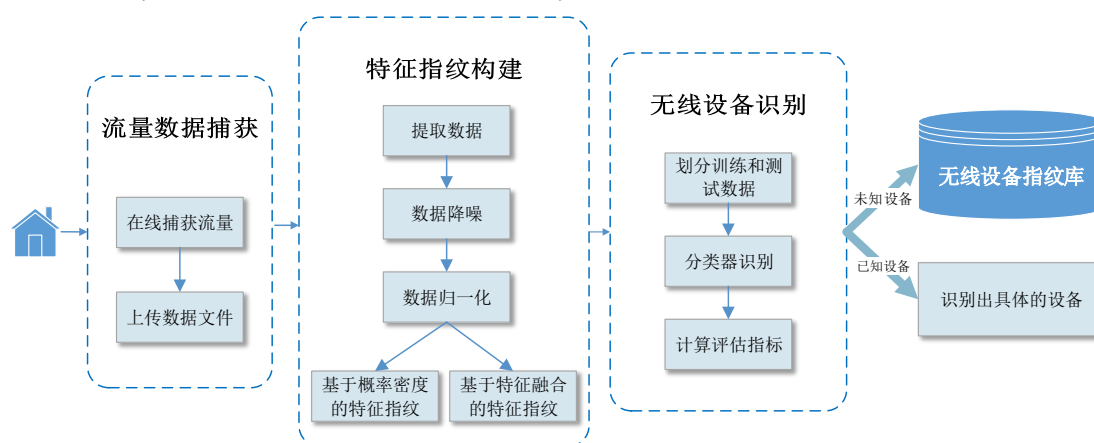 流量数据捕获
在线捕获流量
上传数据文件
特征指纹构建
提取数据
数据降噪
数据归一化
基于概率密度
的特征指纹
基于特征融合
的特征指纹
无线设备识别
划分训练和测
试数据
分类器识别
计算评估指标
未知设备
无线设备指纹库
已知设备
识别出具体的设备